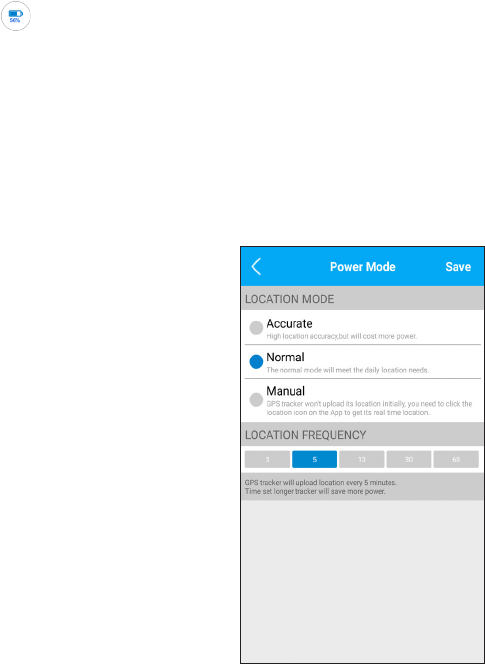 56%
Power Mode Save
LOCATION MODE
Accurate
High location accuracy,but will cost more power.
Normal
The normal mode will meet the daily location needs.
Manual
GPS tracker won't upload its location initially, you need to click the
location icon on the App to get its real time location.
LOCATION FREQUENCY
3 5 10 30 60
GPS tracker will upload location every 5 minutes.
Time set longer tracker will save more power.